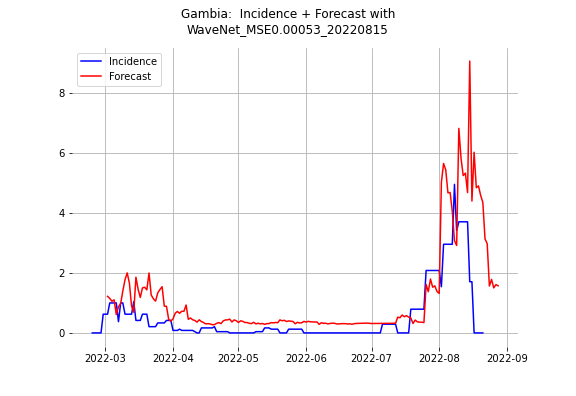 Gambia:  Incidence + Forecast with
WaveNet_MSE0.00053_20220815
Incidence
Forecast
8
6
4
2
0
2022-03 2022-04 2022-05 2022-06 2022-07 2022-08 2022-09